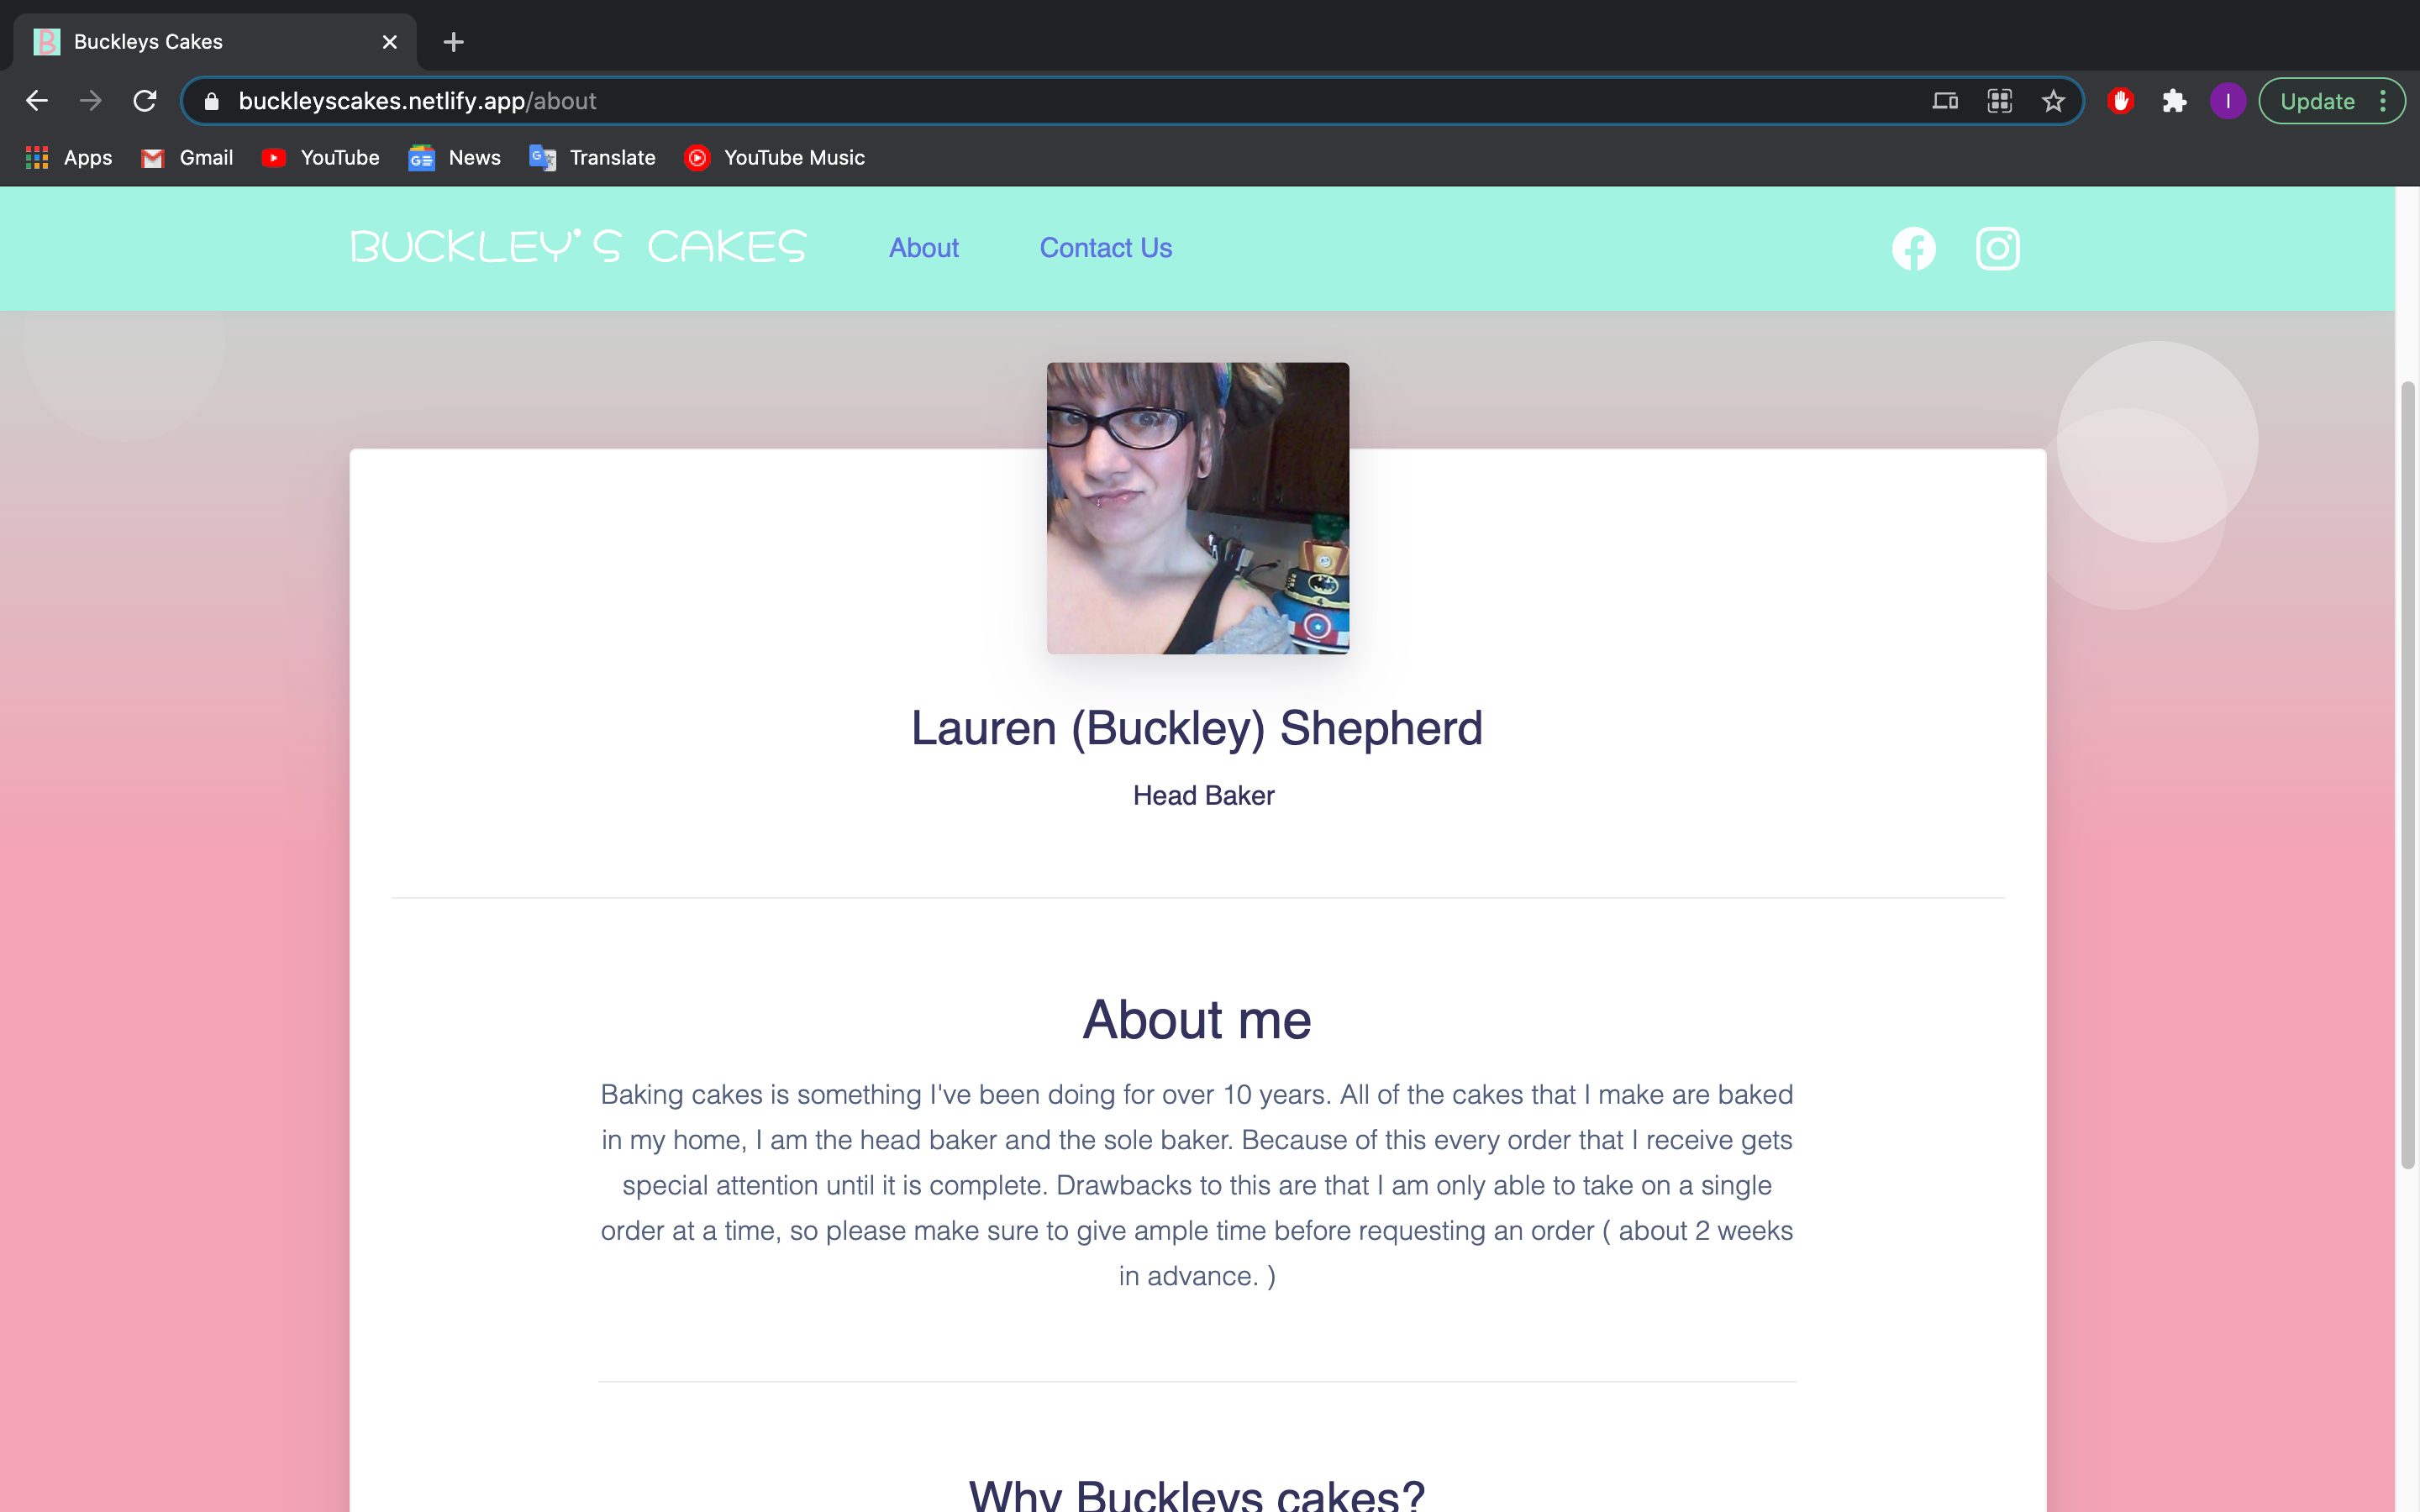 B Buckleys Cakes
buckleyscakes.netlify.app/about
I
Update
Apps Gmail YouTube News Translate YouTube Music
BUCKLEY'S CAKES About Contact Us
4
Lauren (Buckley) Shepherd
Head Baker
About me
Baking cakes is something I've been doing for over 10 years. All of the cakes that I make are baked
in my home, I am the head baker and the sole baker. Because of this every order that I receive gets
special attention until it is complete. Drawbacks to this are that I am only able to take on a single
order at a time, so please make sure to give ample time before requesting an order ( about 2 weeks
in advance. )
Why Buckleys cakes?